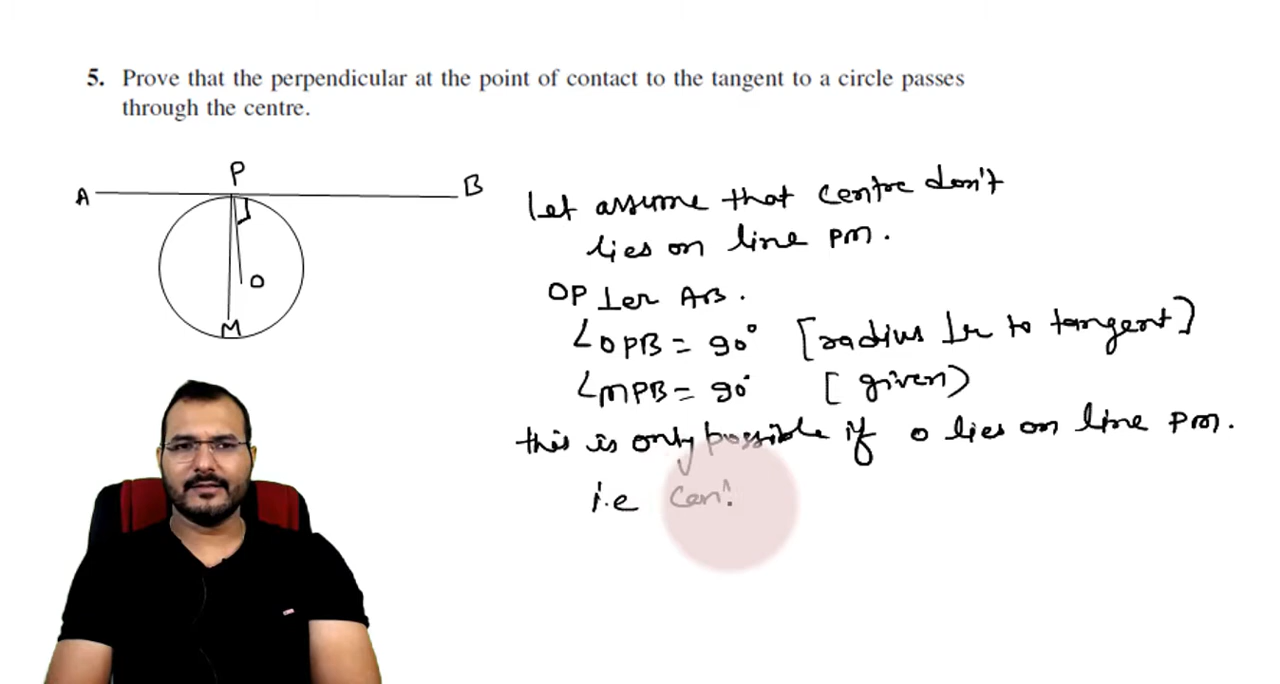 5. Prove that the perpendicular at the point of contact to the tangent to a circle passes
through the centre.
A P B
O
M
Let assume that centre don't
lies on line PM.
OP ⊥er AB.
∠OPB = 90° [radius ⊥r to tangent]
∠MPB = 90° [given)
this is only possible if O lies on line PM.
i.e cen